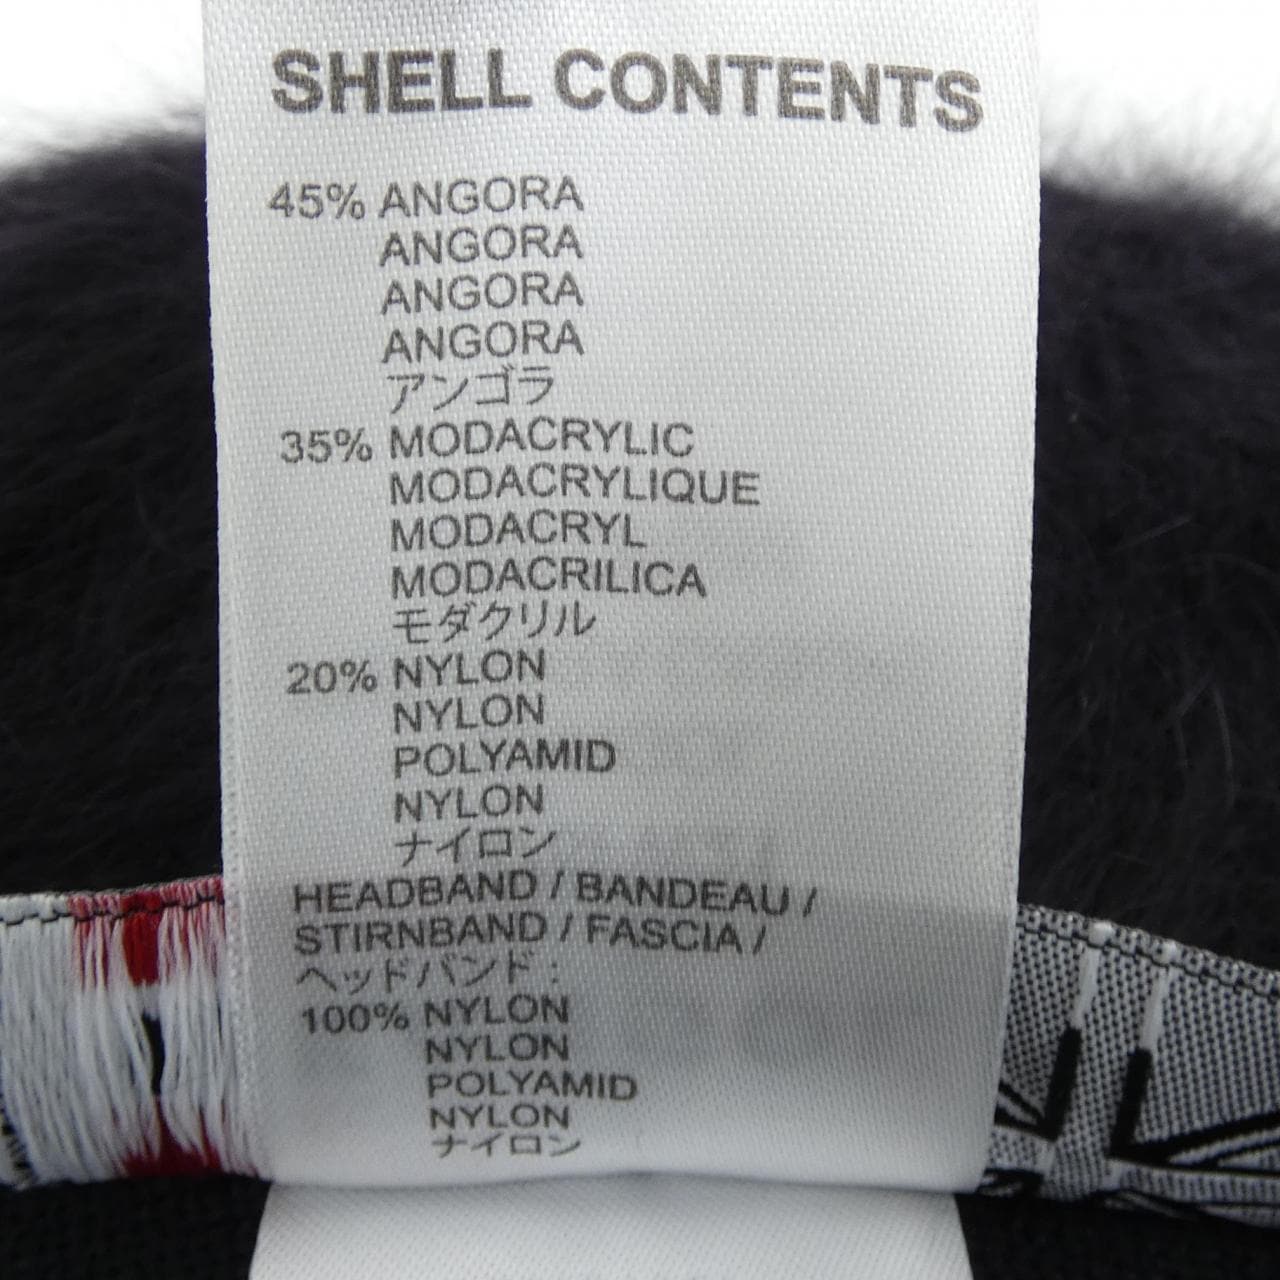 SHELL CONTENTS
45% ANGORA
ANGORA
ANGORA
ANGORA
アンゴラ
35% MODACRYLIC
MODACRYLIQUE
MODACRYL
MODACRILICA
モダクリル
20% NYLON
NYLON
POLYAMID
NYLON
ナイロン
HEADBAND / BANDEAU /
STIRNBAND / FASCIA /
ヘッドバンド :
100% NYLON
NYLON
POLYAMID
NYLON
ナイロン